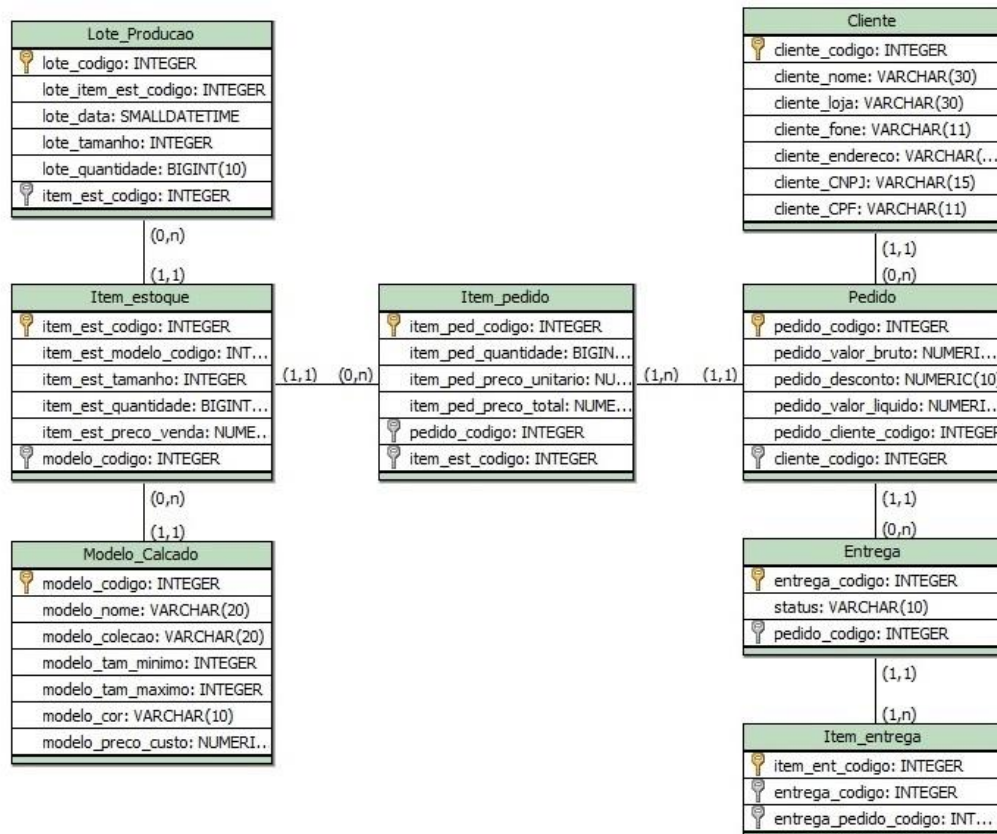 Lote_Producao
lote_codigo: INTEGER
lote_item_est_codigo: INTEGER
lote_data: SMALLDATETIME
lote_tamanho: INTEGER
lote_quantidade: BIGINT(10)
item_est_codigo: INTEGER
(0,n)
(1,1)
Item_estoque
item_est_codigo: INTEGER
item_est_modelo_codigo: INT...
item_est_tamanho: INTEGER
item_est_quantidade: BIGINT...
item_est_preco_venda: NUME...
modelo_codigo: INTEGER
(0,n)
(1,1)
Modelo_Calcado
modelo_codigo: INTEGER
modelo_nome: VARCHAR(20)
modelo_colecao: VARCHAR(20)
modelo_tam_minimo: INTEGER
modelo_tam_maximo: INTEGER
modelo_cor: VARCHAR(10)
modelo_preco_custo: NUMERI...
(1,1) (0,n)
Item_pedido
item_ped_codigo: INTEGER
item_ped_quantidade: BIGIN...
item_ped_preco_unitario: NU...
item_ped_preco_total: NUME...
pedido_codigo: INTEGER
item_est_codigo: INTEGER
(1,n) (1,1)
Cliente
cliente_codigo: INTEGER
cliente_nome: VARCHAR(30)
cliente_loja: VARCHAR(30)
cliente_fone: VARCHAR(11)
cliente_endereco: VARCHAR(...
cliente_CNPJ: VARCHAR(15)
cliente_CPF: VARCHAR(11)
(1,1)
(0,n)
Pedido
pedido_codigo: INTEGER
pedido_valor_bruto: NUMERI...
pedido_desconto: NUMERIC(10)
pedido_valor_liquido: NUMERI...
pedido_cliente_codigo: INTEGER
cliente_codigo: INTEGER
(1,1)
(0,n)
Entrega
entrega_codigo: INTEGER
status: VARCHAR(10)
pedido_codigo: INTEGER
(1,1)
(1,n)
Item_entrega
item_ent_codigo: INTEGER
entrega_codigo: INTEGER
entrega_pedido_codigo: INT...